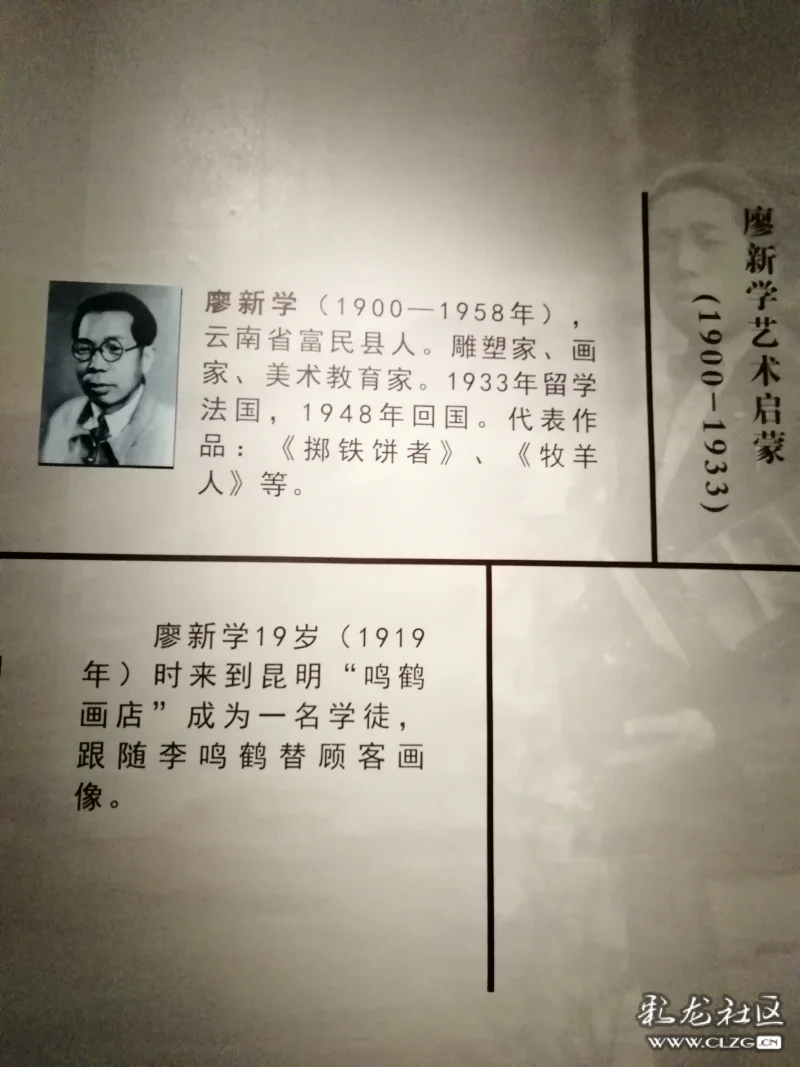 廖新学艺术启蒙
(1900-1933)
廖新学（1900—1958年），
云南省富民县人。雕塑家、画
家、美术教育家。1933年留学
法国，1948年回国。代表作
品：《掷铁饼者》、《牧羊
人》等。
廖新学19岁（1919
年）时来到昆明“鸣鹤
画店”成为一名学徒，
跟随李鸣鹤替顾客画
像。
彩龙社区
WWW.CLZG.CN